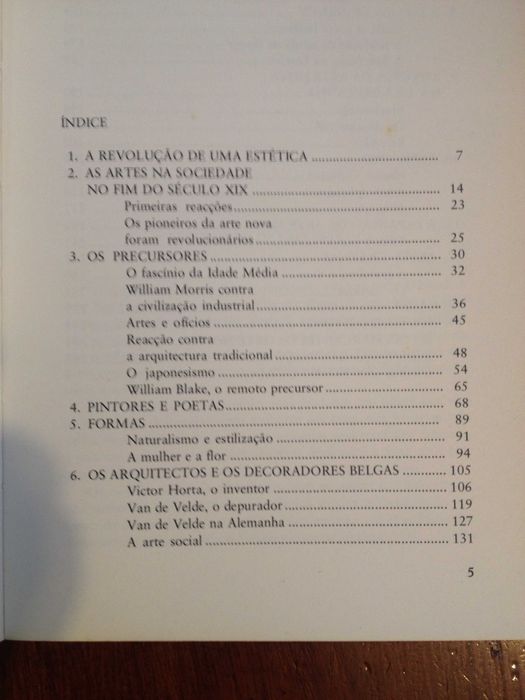 ÍNDICE
1. A REVOLUÇÃO DE UMA ESTÉTICA ................................ 7
2. AS ARTES NA SOCIEDADE
NO FIM DO SÉCULO XIX ................................ 14
Primeiras reacções................................ 23
Os pioneiros da arte nova
foram revolucionários................................ 25
3. OS PRECURSORES ................................ 30
O fascínio da Idade Média ................................ 32
William Morris contra
a civilização industrial................................ 36
Artes e ofícios ................................ 45
Reacção contra
a arquitectura tradicional................................ 48
O japonesismo ................................ 54
William Blake, o remoto precursor ................................ 65
4. PINTORES E POETAS................................ 68
5. FORMAS ................................ 89
Naturalismo e estilização ................................ 91
A mulher e a flor ................................ 94
6. OS ARQUITECTOS E OS DECORADORES BELGAS ............ 105
Victor Horta, o inventor ................................ 106
Van de Velde, o depurador................................ 119
Van de Velde na Alemanha ................................ 127
A arte social ................................ 131
5